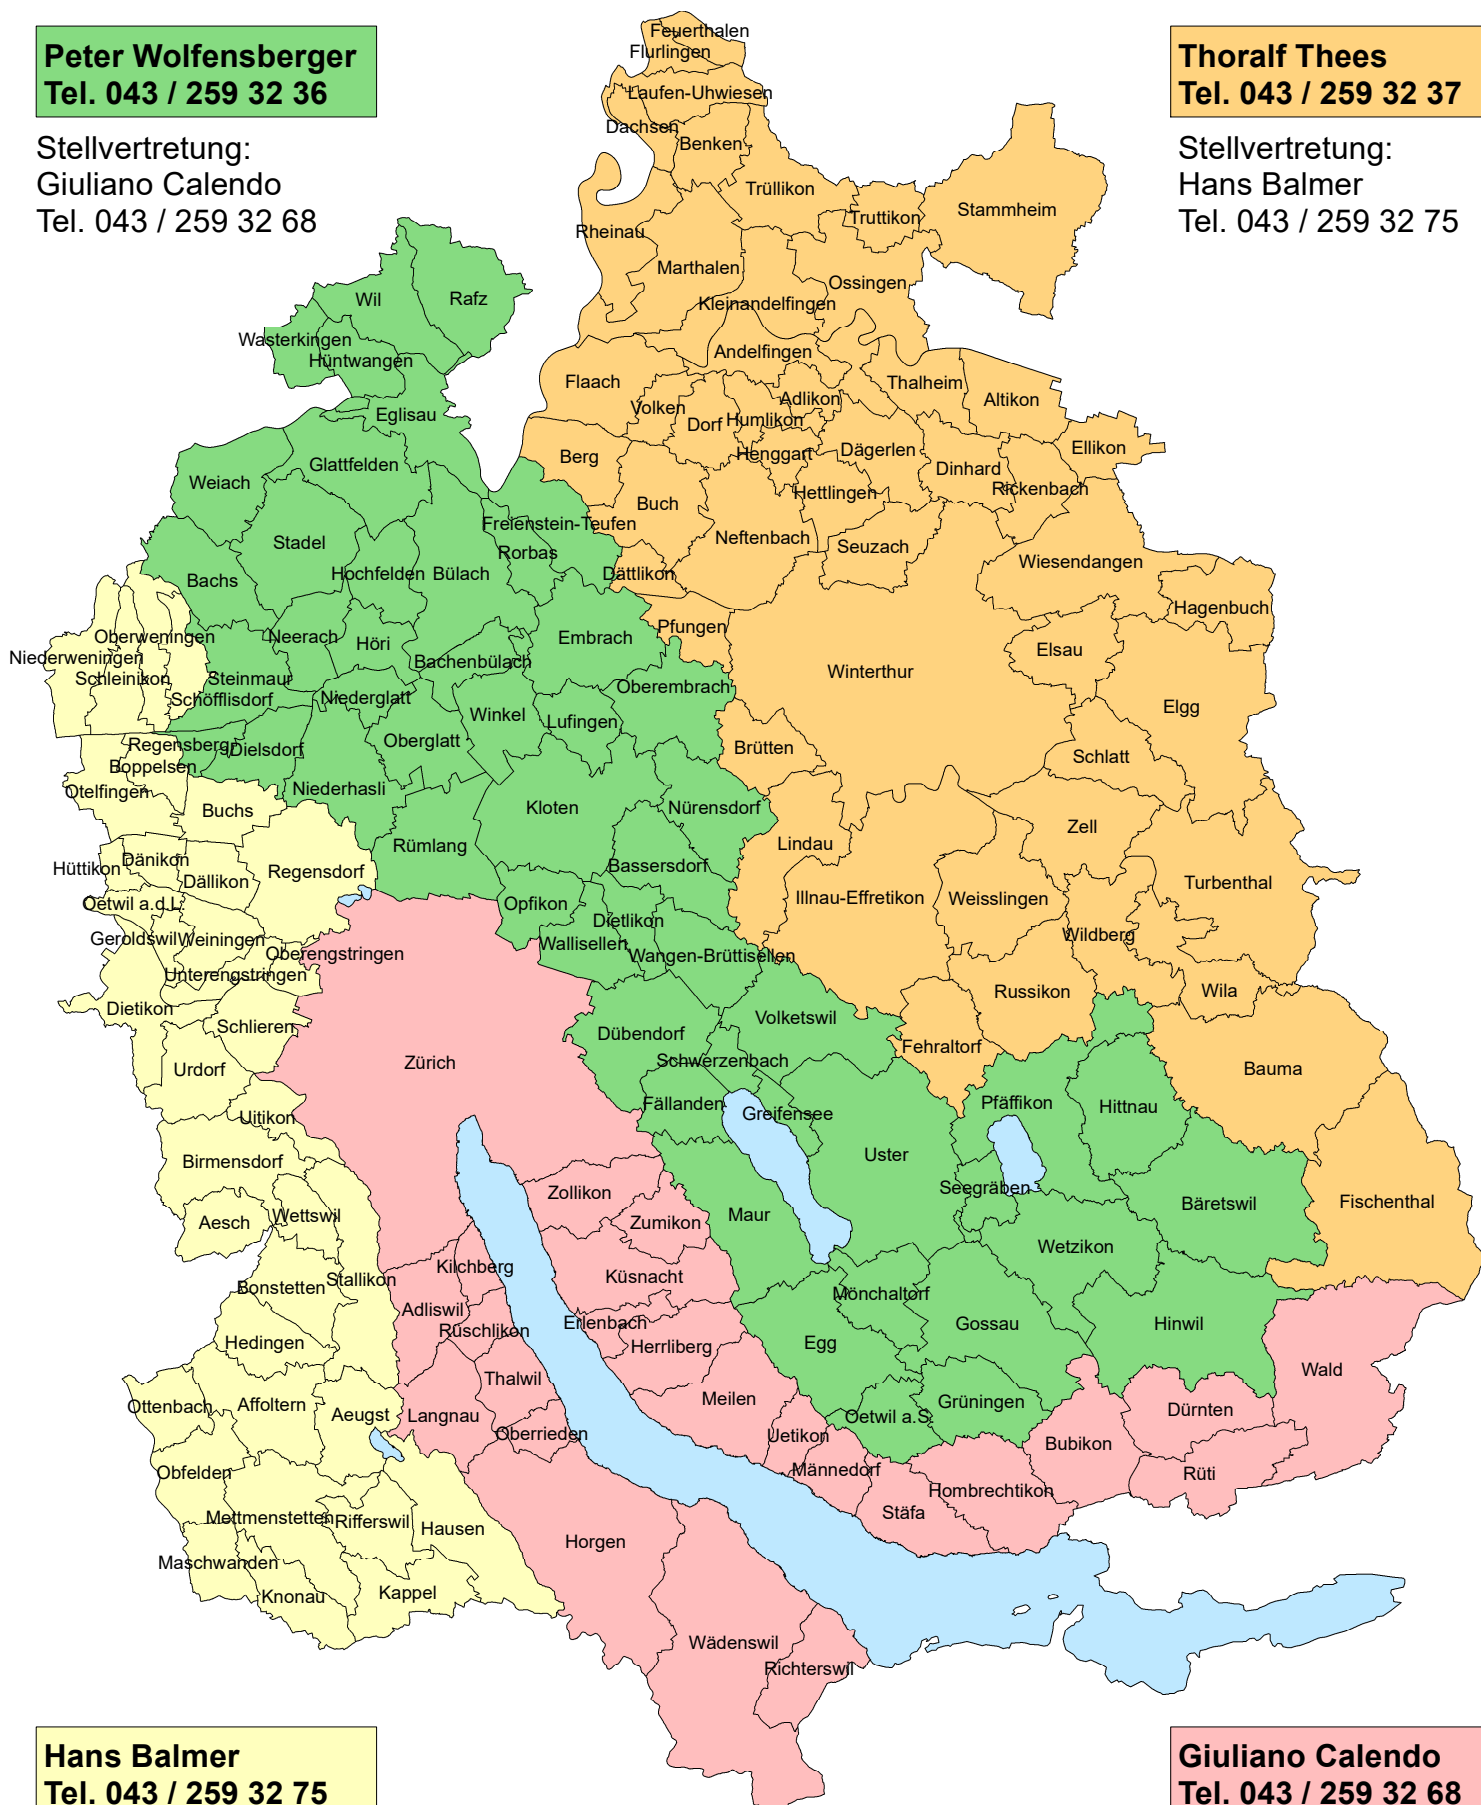 Peter Wolfensberger
Tel. 043 / 259 32 36
Stellvertretung:
Giuliano Calendo
Tel. 043 / 259 32 68
Thoralf Thees
Tel. 043 / 259 32 37
Stellvertretung:
Hans Balmer
Tel. 043 / 259 32 75
Feuerthalen
Flurlingen
Laufen-Uhwiesen
Dachsen
Benken
Trüllikon
Truttikon
Stammheim
Rheinau
Marthalen
Ossingen
Kleinandelfingen
Wil
Rafz
Wasterkingen
Hüntwangen
Andelfingen
Flaach
Thalheim
Altikon
Adlikon
Volken
Humlikon
Dorf
Eglisau
Ellikon
Dägerlen
Henggart
Berg
Glattfelden
Dinhard
Weiach
Rickenbach
Hettlingen
Buch
Freienstein-Teufen
Neftenbach
Stadel
Seuzach
Rorbas
Wiesendangen
Dättlikon
Hochfelden
Bülach
Bachs
Hagenbuch
Pfungen
Oberweningen
Neerach
Embrach
Höri
Elsau
Niederweningen
Bachenbülach
Winterthur
Schleinikon
Steinmaur
Oberembrach
Schöfflisdorf
Niederglatt
Elgg
Winkel
Lufingen
Oberglatt
Regensberg
Dielsdorf
Brütten
Schlatt
Boppelsen
Otelfingen
Niederhasli
Buchs
Kloten
Nürensdorf
Zell
Rümlang
Lindau
Dänikon
Hüttikon
Bassersdorf
Regensdorf
Dällikon
Turbenthal
Illnau-Effretikon
Weisslingen
Oetwil a.d.L.
Opfikon
Dietlikon
Wildberg
Geroldswil
Weiningen
Wallisellen
Oberengstringen
Wangen-Brüttisellen
Unterengstringen
Russikon
Wila
Dietikon
Volketswil
Schlieren
Dübendorf
Fehraltorf
Schwerzenbach
Zürich
Urdorf
Bauma
Pfäffikon
Fällanden
Hittnau
Greifensee
Uitikon
Uster
Birmensdorf
Seegräben
Zollikon
Fischenthal
Bäretswil
Wettswil
Maur
Aesch
Zumikon
Wetzikon
Kilchberg
Küsnacht
Stallikon
Bonstetten
Mönchaltorf
Adliswil
Erlenbach
Gossau
Hinwil
Rüschlikon
Hedingen
Egg
Herrliberg
Wald
Thalwil
Meilen
Grüningen
Affoltern
Ottenbach
Dürnten
Aeugst
Langnau
Oetwil a.S.
Oberrieden
Uetikon
Bubikon
Männedorf
Obfelden
Rüti
Hombrechtikon
Stäfa
Mettmenstetten
Rifferswil
Hausen
Horgen
Maschwanden
Kappel
Knonau
Wädenswil
Richterswil
Hans Balmer
Tel. 043 / 259 32 75
Giuliano Calendo
Tel. 043 / 259 32 68